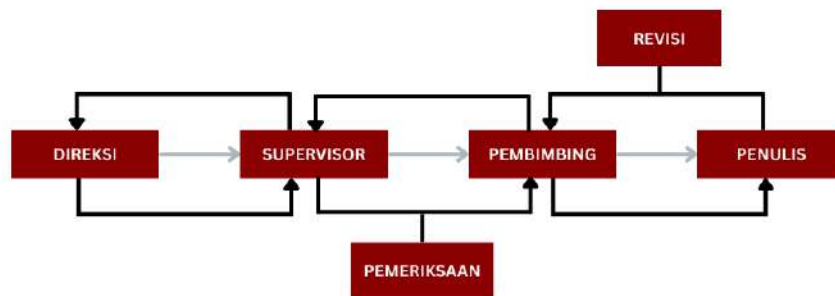 REVISI
DIREKSI
SUPERVISOR
PEMBIMBING
PENULIS
PEMERIKSAAN